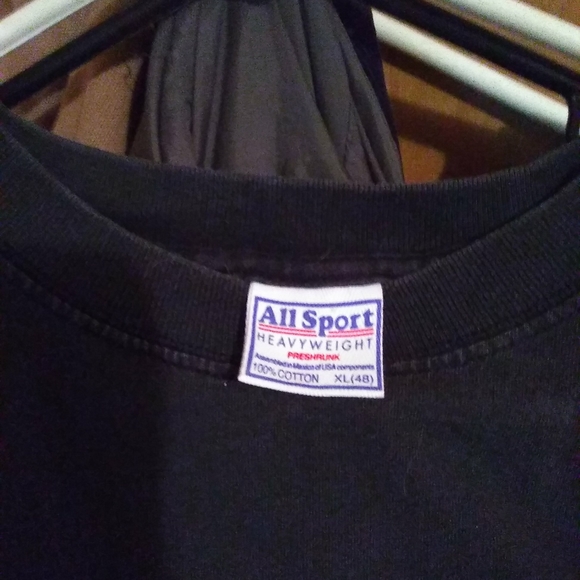 All Sport
HEAVYWEIGHT
PRESHRUNK
Assembled in Mexico of USA components
100% COTTON XL (48)